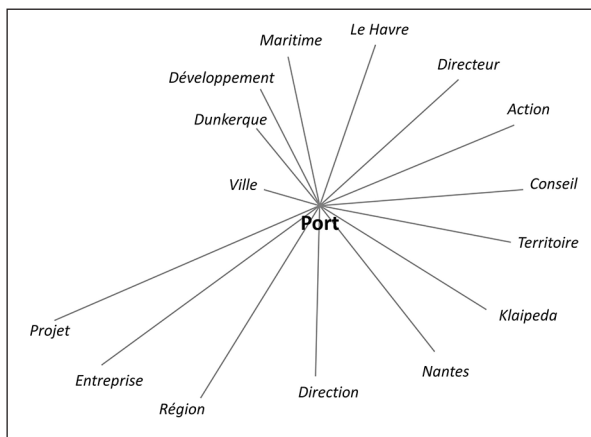 Le Havre
Maritime
Directeur
Développement
Action
Dunkerque
Ville
Conseil
Port
Territoire
Klaipeda
Projet
Nantes
Entreprise
Direction
Région